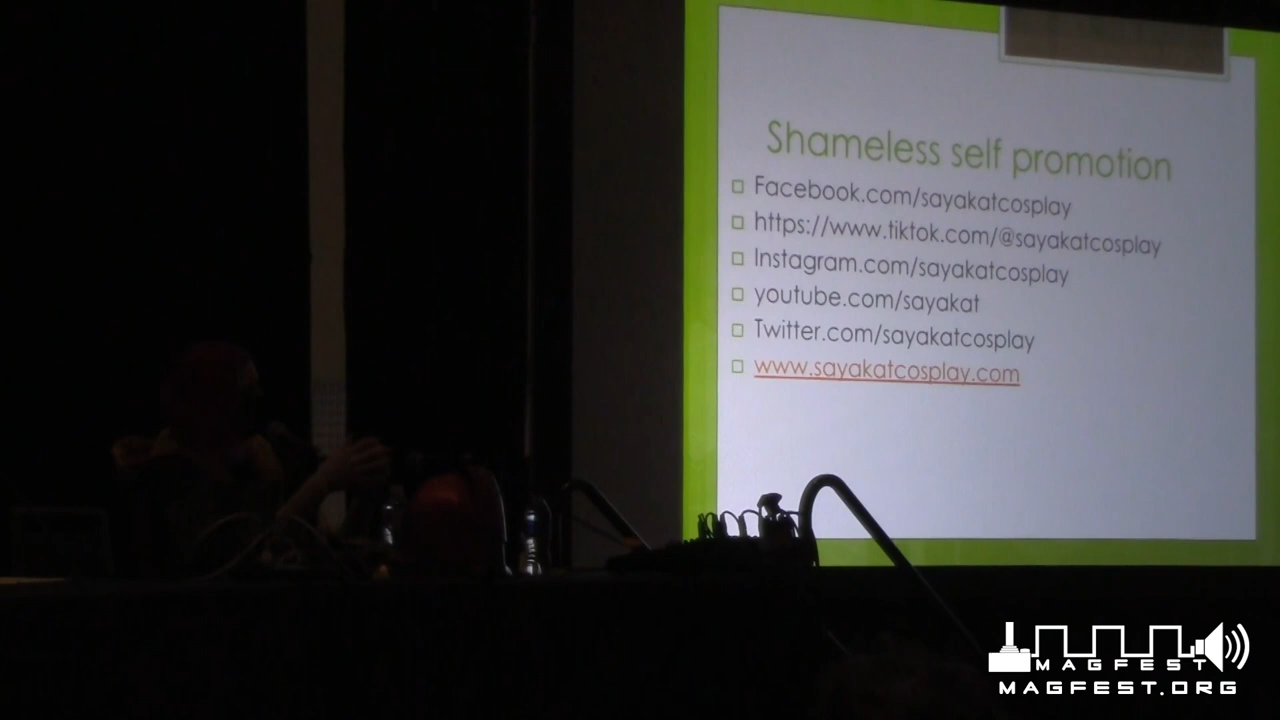 Shameless self promotion
Facebook.com/sayakatcosplay
https://www.tiktok.com/@sayakatcosplay
Instagram.com/sayakatcosplay
youtube.com/sayakat
Twitter.com/sayakatcosplay
www.sayakatcosplay.com
MAGFEST
MAGFEST.ORG